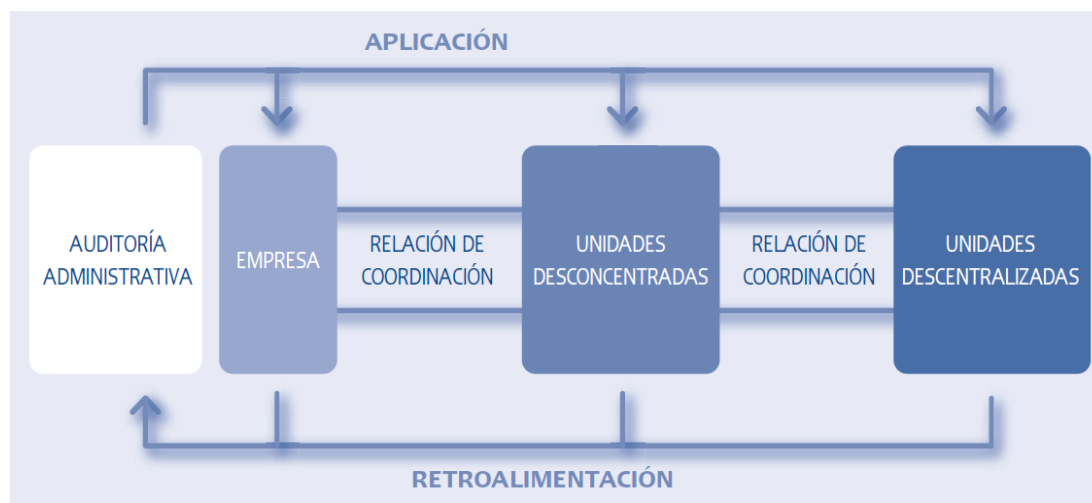 APLICACIÓN
AUDITORÍA
ADMINISTRATIVA
EMPRESA
RELACIÓN DE
COORDINACIÓN
UNIDADES
DESCONCENTRADAS
RELACIÓN DE
COORDINACIÓN
UNIDADES
DESCENTRALIZADAS
RETROALIMENTACIÓN